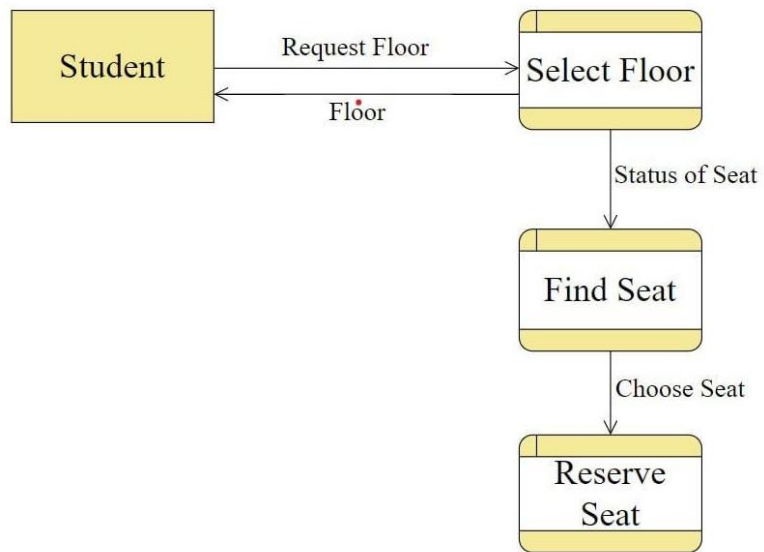 Student
Request Floor
Select Floor
Floor
Status of Seat
Find Seat
Choose Seat
Reserve
Seat